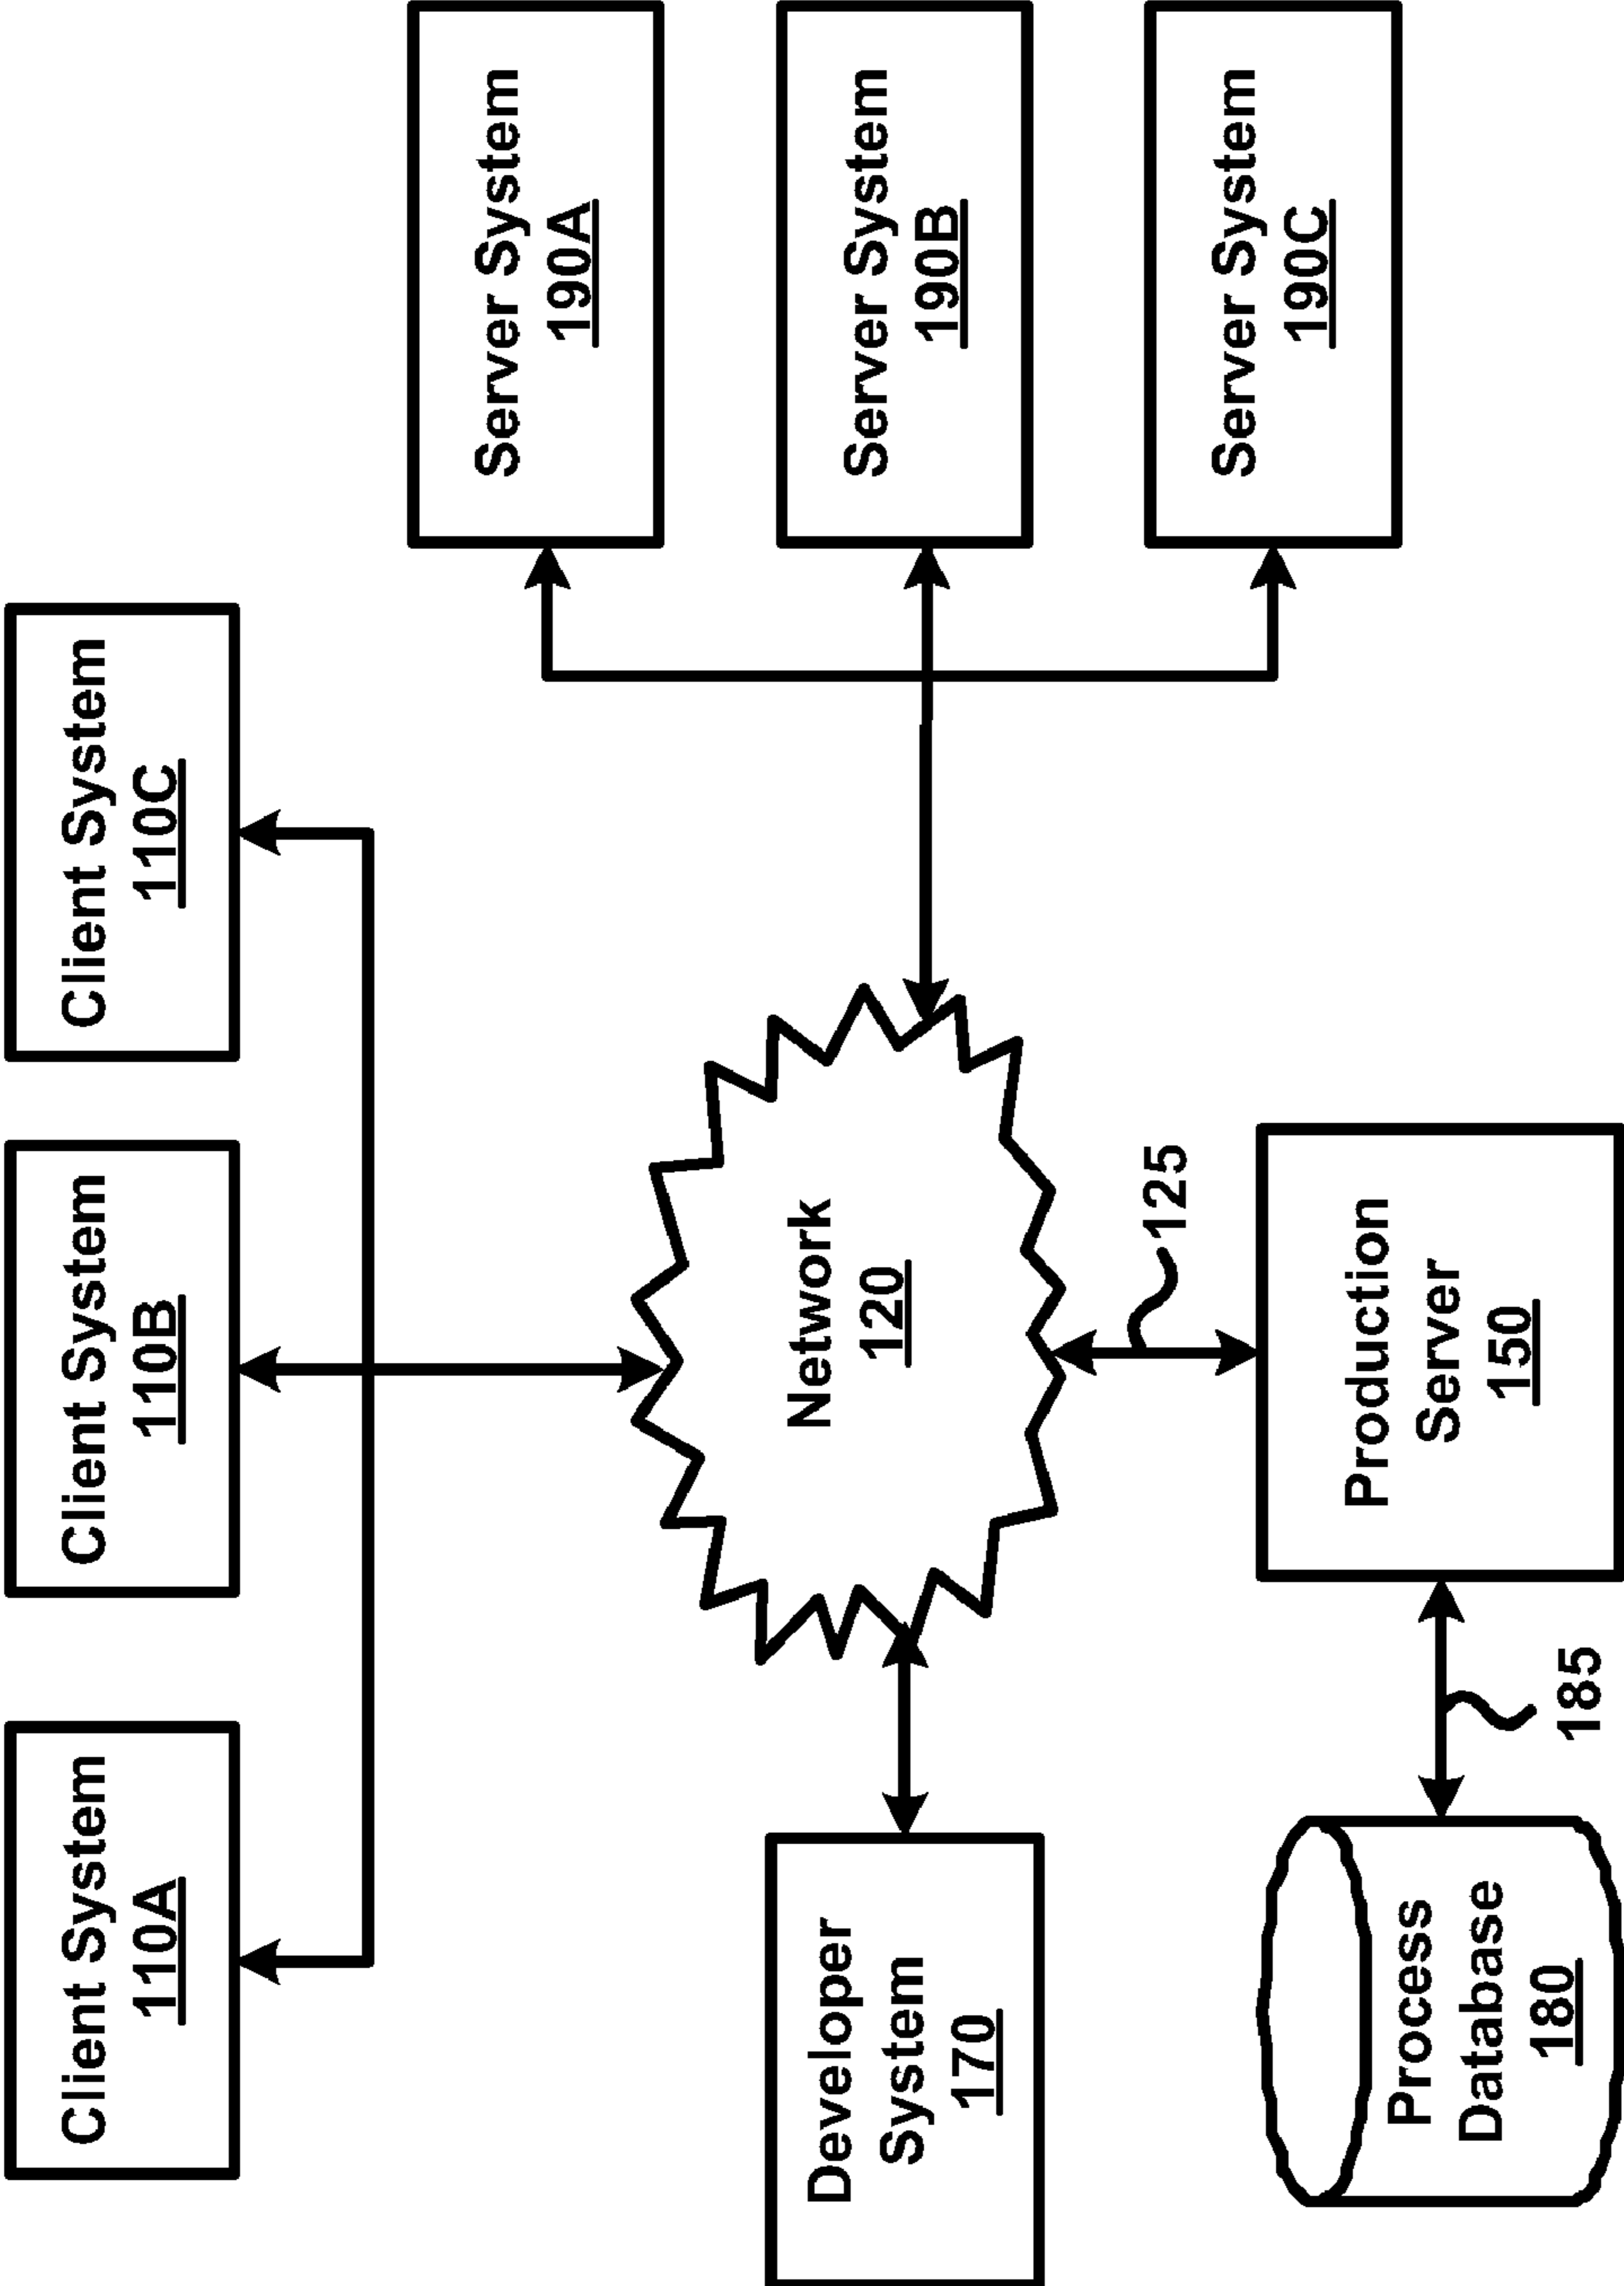 Client System
110A
Client System
110B
Client System
110C
Server System
190A
Server System
190B
Server System
190C
Network
120
Developer
System
170
125
Production
Server
150
185
Process
Database
180